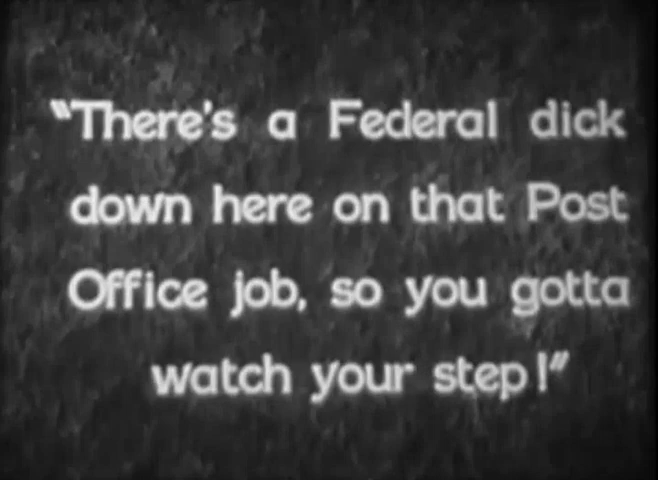 "There's a Federal dick
down here on that Post
Office job, so you gotta
watch your step!"